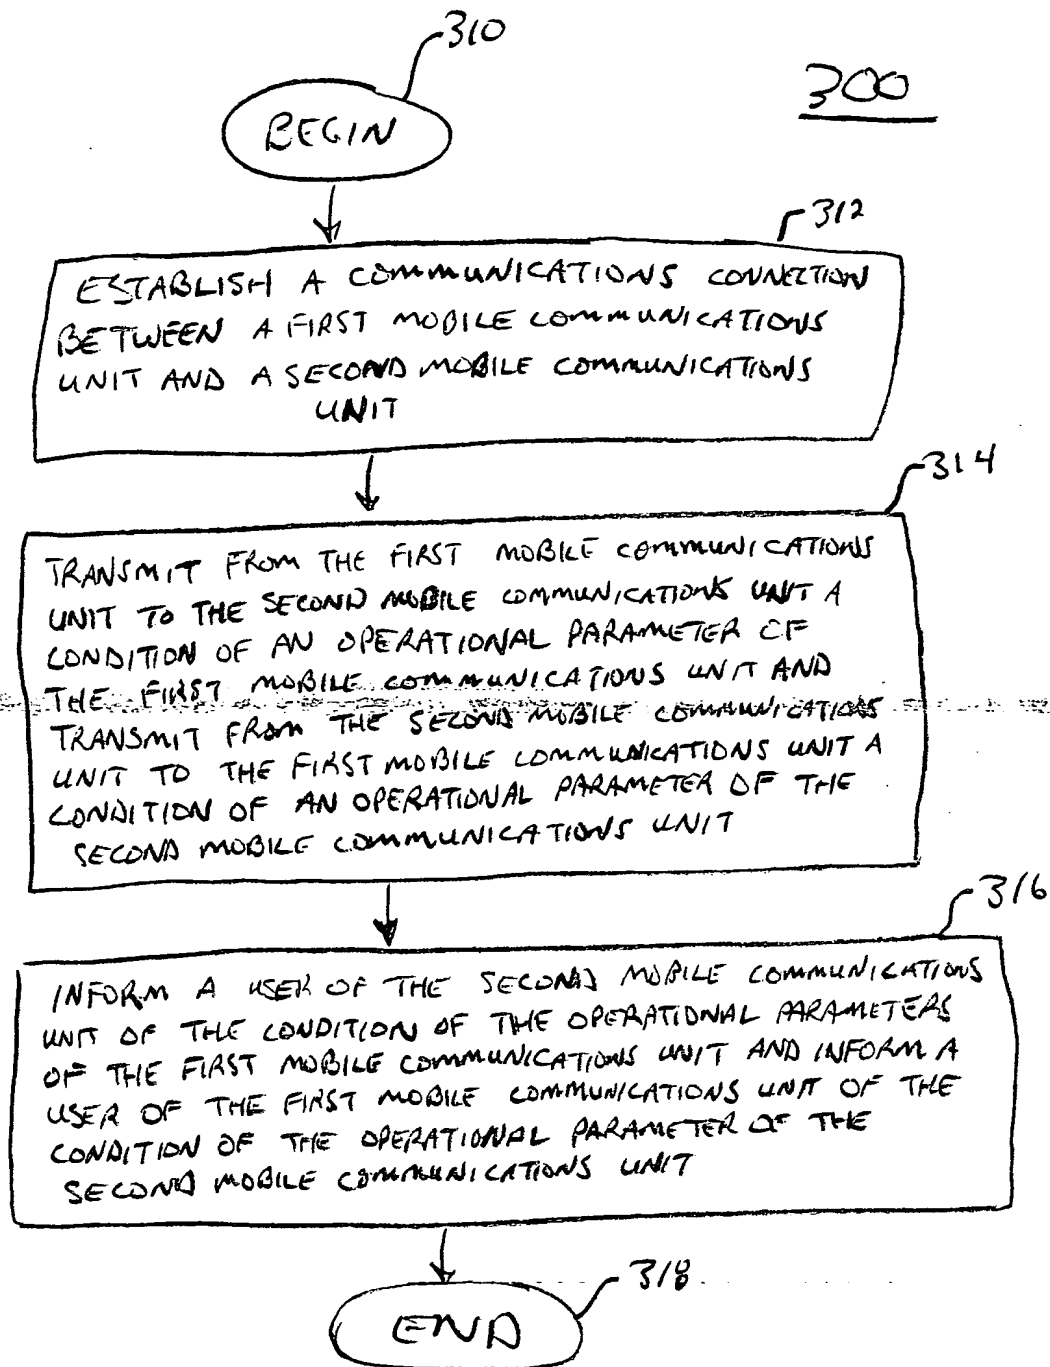 310
300
BEGIN
312
ESTABLISH A COMMUNICATIONS CONNECTION
BETWEEN A FIRST MOBILE COMMUNICATIONS
UNIT AND A SECOND MOBILE COMMUNICATIONS
UNIT
314
TRANSMIT FROM THE FIRST MOBILE COMMUNICATIONS
UNIT TO THE SECOND MOBILE COMMUNICATIONS UNIT A
CONDITION OF AN OPERATIONAL PARAMETER OF
THE FIRST MOBILE COMMUNICATIONS UNIT AND
TRANSMIT FROM THE SECOND MOBILE COMMUNICATIONS
UNIT TO THE FIRST MOBILE COMMUNICATIONS UNIT A
CONDITION OF AN OPERATIONAL PARAMETER OF THE
SECOND MOBILE COMMUNICATIONS UNIT
316
INFORM A USER OF THE SECOND MOBILE COMMUNICATIONS
UNIT OF THE CONDITION OF THE OPERATIONAL PARAMETERS
OF THE FIRST MOBILE COMMUNICATIONS UNIT AND INFORM A
USER OF THE FIRST MOBILE COMMUNICATIONS UNIT OF THE
CONDITION OF THE OPERATIONAL PARAMETER OF THE
SECOND MOBILE COMMUNICATIONS UNIT
318
END